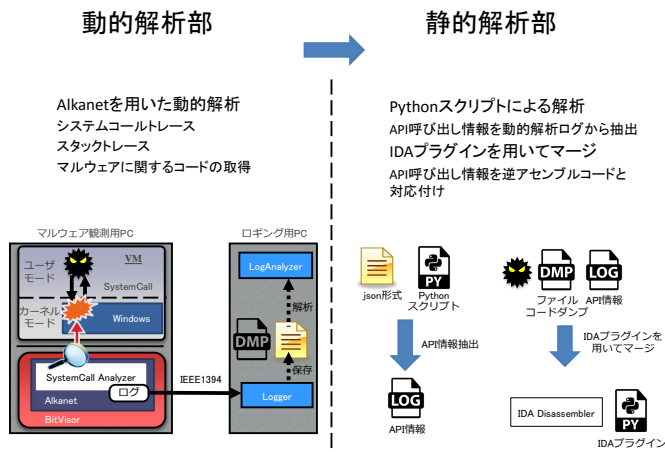 動的解析部
静的解析部
Alkanetを用いた動的解析
システムコールトレース
スタックトレース
マルウェアに関するコードの取得
Pythonスクリプトによる解析
API呼び出し情報を動的解析ログから抽出
IDAプラグインを用いてマージ
API呼び出し情報を逆アセンブルコードと
対応付け
マルウェア観測用PC
VM
ユーザ
モード
SystemCall
カーネル
モード
Windows
SystemCall Analyzer
ログ
Alkanet
BitVisor
IEEE1394
ロギング用PC
LogAnalyzer
解析
DMP
保存
Logger
json形式
PY
Python
スクリプト
API情報抽出
LOG
API情報
DMP
LOG
ファイル
コードダンプ
API情報
IDAプラグインを
用いてマージ
IDA Disassembler
PY
IDAプラグイン